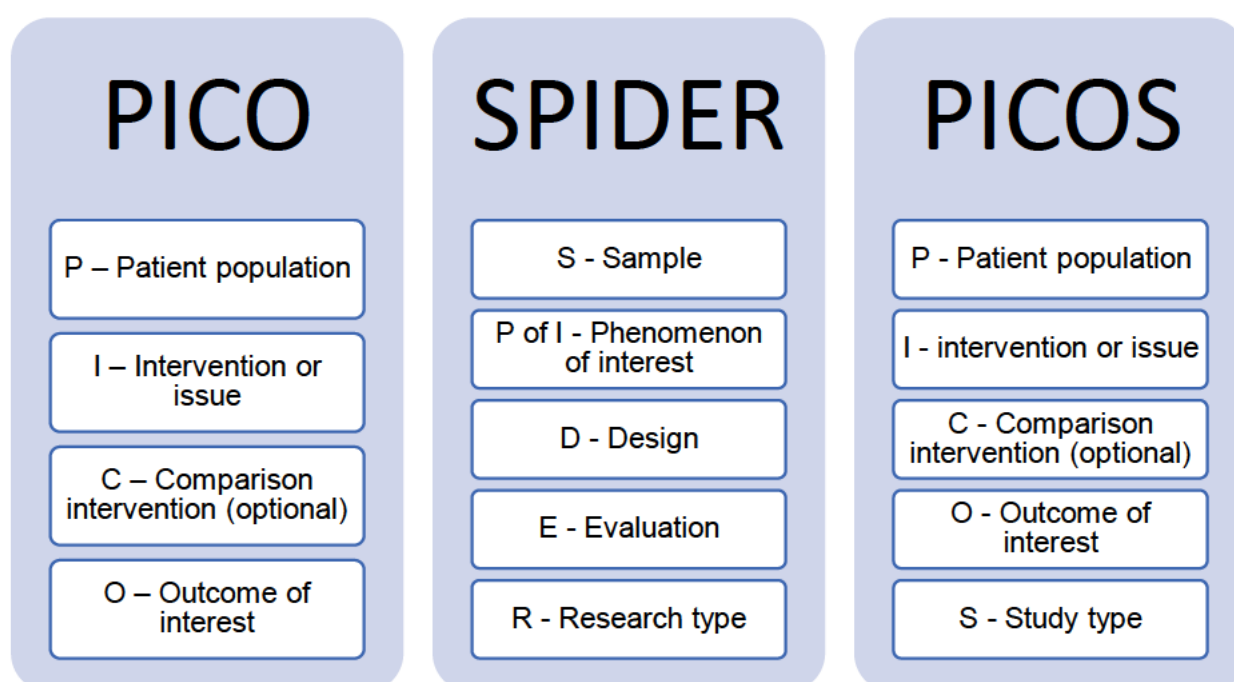 PICO
P – Patient population
I – Intervention or
issue
C – Comparison
intervention (optional)
O – Outcome of
interest
SPIDER
S - Sample
P of I - Phenomenon
of interest
D - Design
E - Evaluation
R - Research type
PICOS
P - Patient population
I - intervention or issue
C - Comparison
intervention (optional)
O - Outcome of
interest
S - Study type